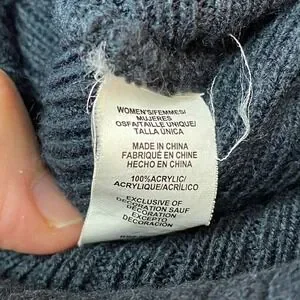 WOMEN'S/FEMMES/
MUJERES
OSFA/TAILLE UNIQUE/
TALLA ÚNICA
MADE IN CHINA
FABRIQUÉ EN CHINE
HECHO EN CHINA
100%ACRYLIC/
ACRYLIQUE/ACRÍLICO
EXCLUSIVE OF
DECORATION SAUF
DÉCORATION
EXCEPTO
DECORACIÓN